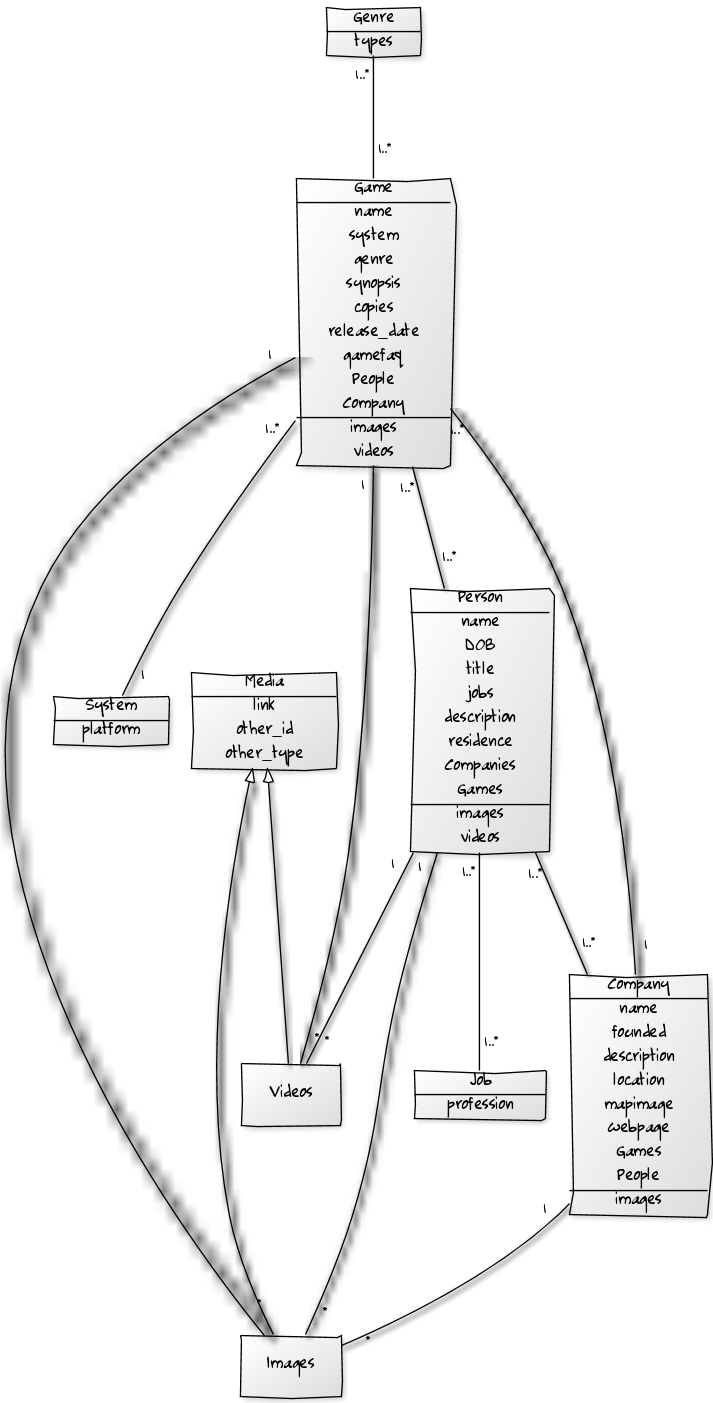 Genre
types
1..*
1..*
Game
name
system
genre
synopsis
copies
release_date
gamefaq
People
Company
images
videos
1
1..*
1..*
1
1..*
1..*
Person
name
DOB
title
jobs
description
residence
Companies
Games
images
videos
1
System
platform
Media
link
other_id
other_type
1
1
1..*
1..*
1..*
1
Company
name
founded
description
location
mapimage
webpage
Games
People
images
*
*
1..*
Videos
Job
profession
1
*
*
*
Images